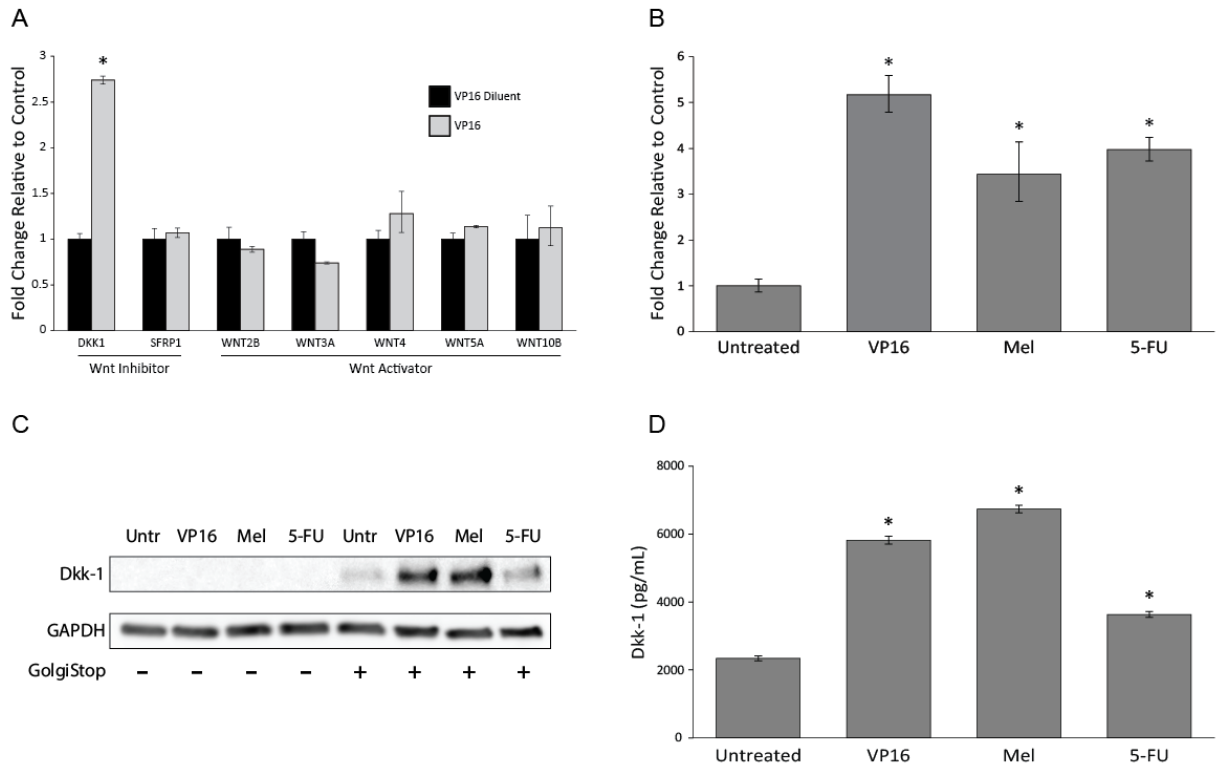 A
Fold Change Relative to Control
3
2.5
2
1.5
1
0.5
0
*
VP16 Diluent
VP16
DKK1 SFRP1 WNT2B WNT3A WNT4 WNT5A WNT10B
Wnt Inhibitor Wnt Activator
B
Fold Change Relative to Control
6
5
4
3
2
1
0
* * *
Untreated VP16 Mel 5-FU
C
Untr VP16 Mel 5-FU Untr VP16 Mel 5-FU
Dkk-1
GAPDH
GolgiStop − − − − + + + +
D
Dkk-1 (pg/mL)
8000
6000
4000
2000
0
* * *
Untreated VP16 Mel 5-FU